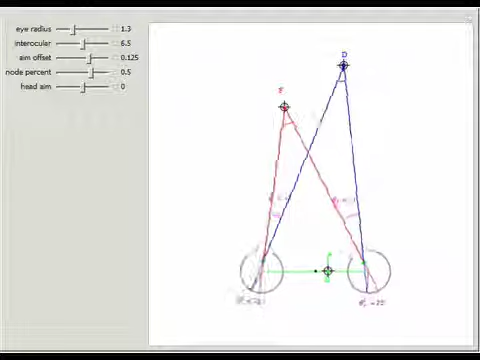 eye radius 1.3
interocular 6.5
aim offset 0.125
node percent 0.5
head aim 0
D
F